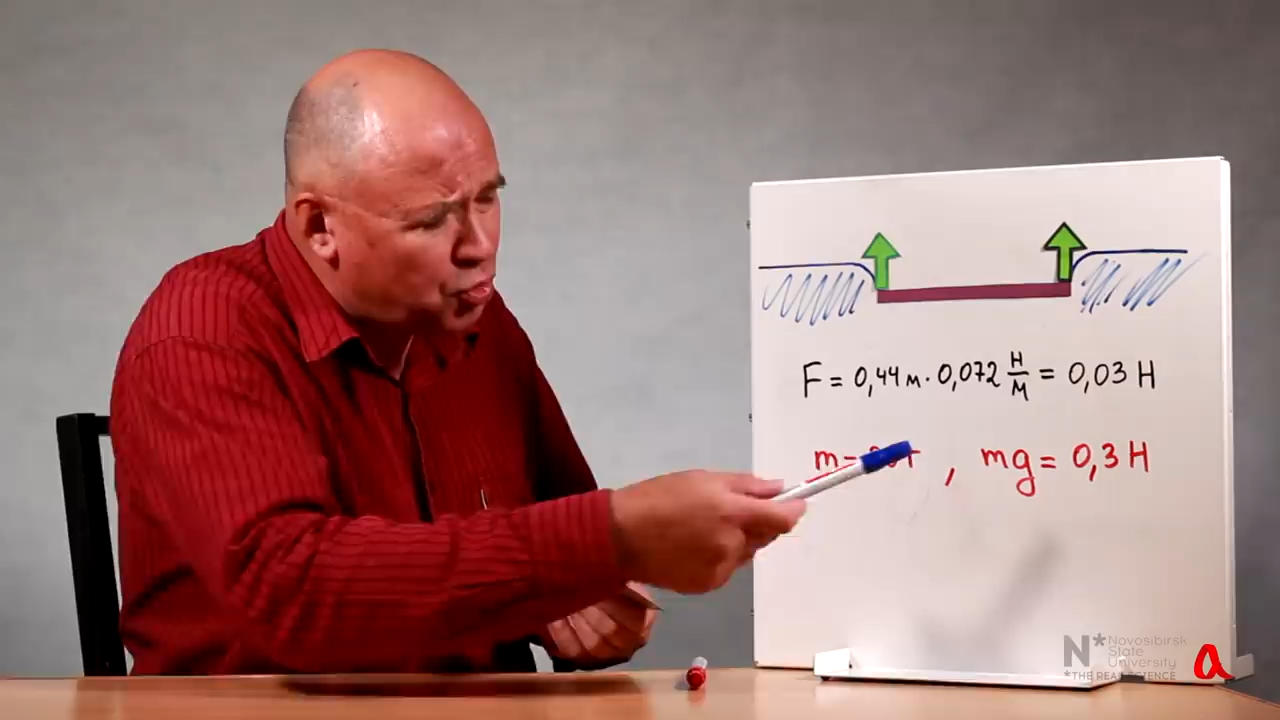 F = 0,44 м · 0,072 Н/М = 0,03 Н
m = , mg = 0,3 Н
N* Novosibirsk
State
University
*THE REAL SCIENCE